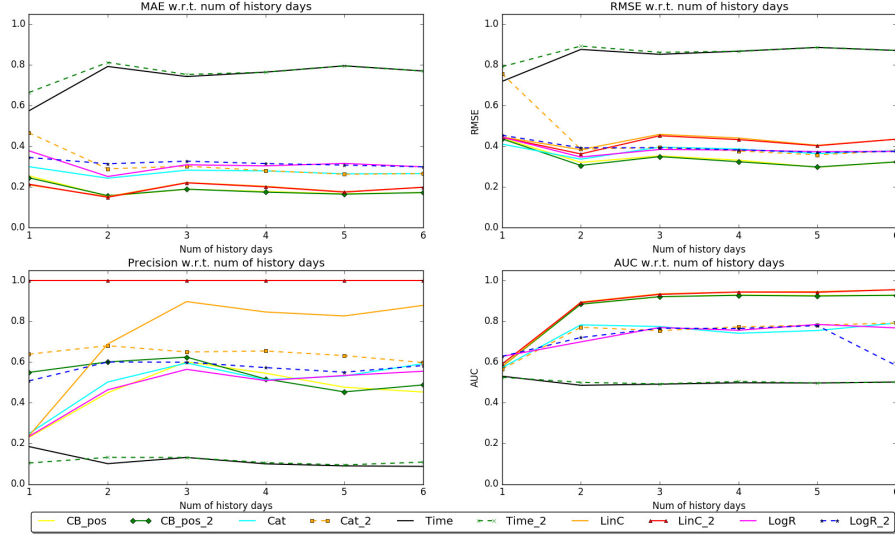 MAE w.r.t. num of history days
1.0
0.8
0.6
0.4
0.2
0.0
1 2 3 4 5 6
Num of history days
RMSE w.r.t. num of history days
RMSE
1.0
0.8
0.6
0.4
0.2
0.0
1 2 3 4 5 6
Num of history days
Precision w.r.t. num of history days
1.0
0.8
0.6
0.4
0.2
0.0
1 2 3 4 5 6
Num of history days
AUC w.r.t. num of history days
AUC
1.0
0.8
0.6
0.4
0.2
0.0
1 2 3 4 5 6
Num of history days
CB_pos CB_pos_2 Cat Cat_2 Time Time_2 LinC LinC_2 LogR LogR_2